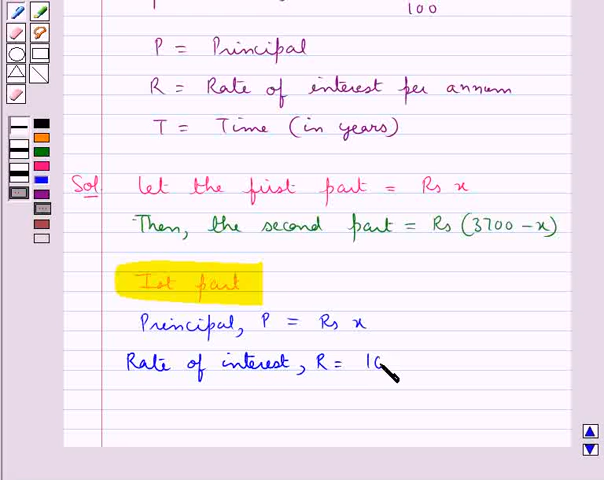 100
P = Principal
R = Rate of interest per annum
T = Time (in years)
Sol let the first part = Rs x
Then, the second part = Rs (3700 - x)
Ist part
Principal, P = Rs x
Rate of interest, R = 10